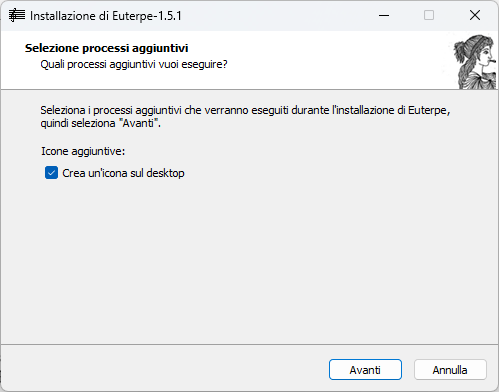 Installazione di Euterpe-1.5.1
Selezione processi aggiuntivi
Quali processi aggiuntivi vuoi eseguire?
Seleziona i processi aggiuntivi che verranno eseguiti durante l'installazione di Euterpe,
quindi seleziona "Avanti".
Icone aggiuntive:
Crea un'icona sul desktop
Avanti
Annulla